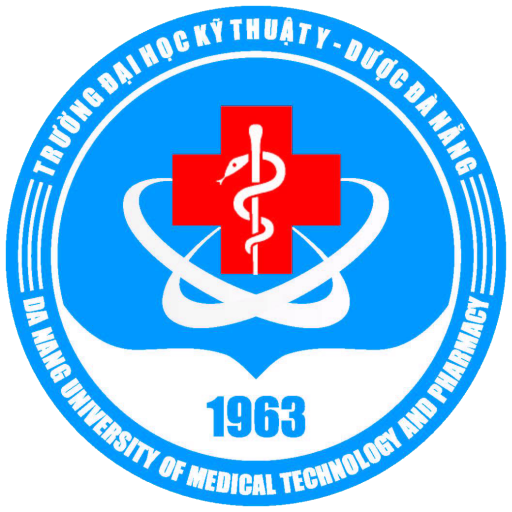 TRƯỜNG ĐẠI HỌC KỸ THUẬT Y - DƯỢC ĐÀ NẴNG
1963
DA NANG UNIVERSITY OF MEDICAL TECHNOLOGY AND PHARMACY